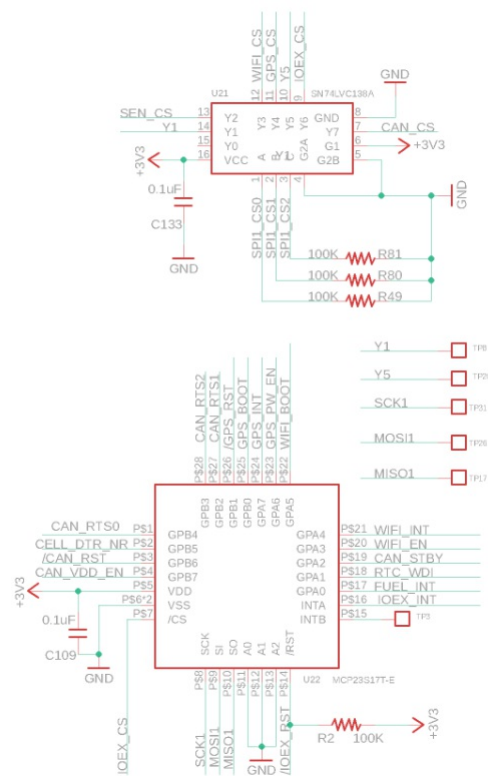 WIFI_CS
GPS_CS
Y5
IOEX_CS
GND
U21
12
11
10
9
SN74LVC138A
SEN_CS
13
Y2
Y3
Y4
Y5
Y6
GND
8
Y1
14
Y1
Y7
7
CAN_CS
15
Y0
G1
6
+3V3
+3V3
16
VCC
A
B
C
Y1
G2A
G2B
5
0.1uF
1
2
3
4
GND
C133
SPI1_CS0
SPI1_CS1
SPI1_CS2
GND
100K
R81
100K
R80
100K
R49
Y1
TP8
Y5
SCK1
TP31
MOSI1
MISO1
TP17
CAN_RTS2
CAN_RTS1
/GPS_RST
GPS_BOOT
GPS_INT
GPS_PW_EN
WIFI_BOOT
P$28
P$27
P$26
P$25
P$24
P$23
P$22
GPB3
GPB2
GPB1
GPB0
GPA7
GPA6
GPA5
CAN_RTS0
P$1
GPB4
GPA4
P$21
WIFI_INT
CELL_DTR_NR
P$2
GPB5
GPA3
P$20
WIFI_EN
/CAN_RST
P$3
GPB6
GPA2
P$19
CAN_STBY
CAN_VDD_EN
P$4
GPB7
GPA1
P$18
RTC_WDI
+3V3
P$5
VDD
GPA0
P$17
FUEL_INT
P$6*2
VSS
INTA
P$16
IOEX_INT
0.1uF
P$7
/CS
INTB
P$15
TP5
C109
GND
SCK
SI
SO
A0
A1
A2
/RST
IOEX_CS
P$8
P$9
P$10
P$11
P$12
P$13
P$14
U22
MCP23S17T-E
SCK1
MOSI1
MISO1
GND
/IOEX_RST
R2
100K
+3V3